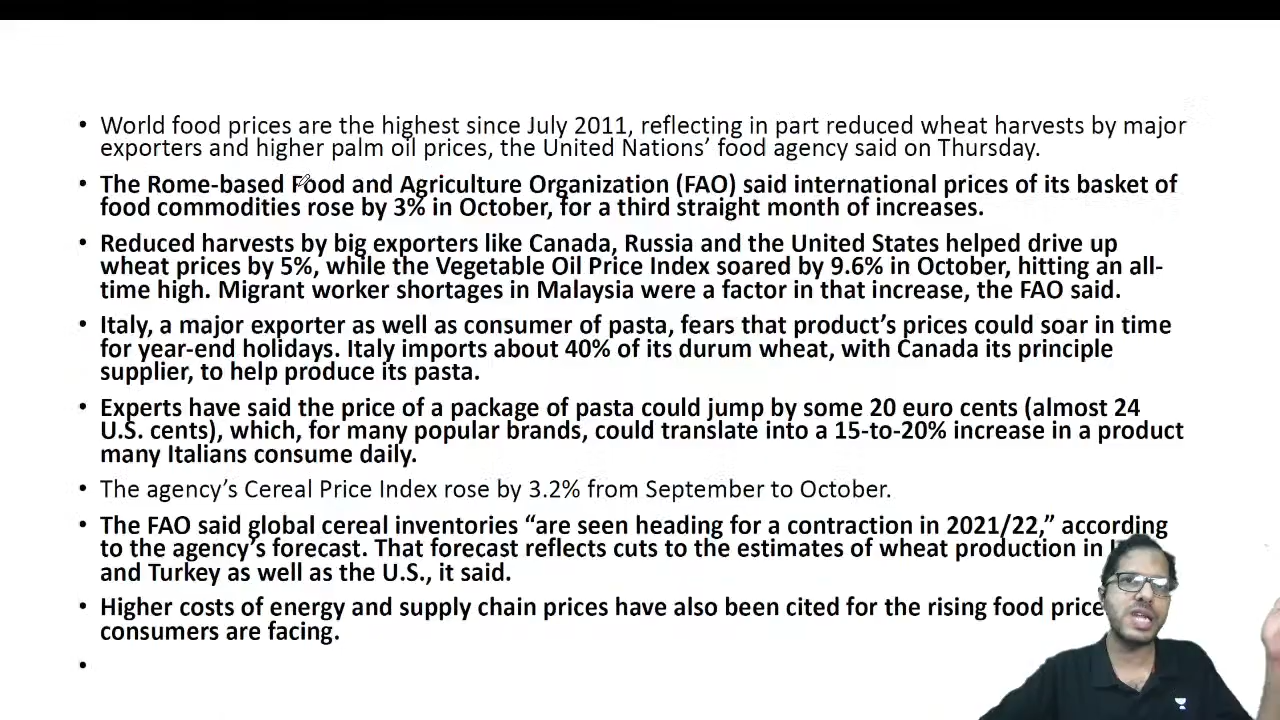 • World food prices are the highest since July 2011, reflecting in part reduced wheat harvests by major
exporters and higher palm oil prices, the United Nations’ food agency said on Thursday.
• The Rome-based Food and Agriculture Organization (FAO) said international prices of its basket of
food commodities rose by 3% in October, for a third straight month of increases.
• Reduced harvests by big exporters like Canada, Russia and the United States helped drive up
wheat prices by 5%, while the Vegetable Oil Price Index soared by 9.6% in October, hitting an all-
time high. Migrant worker shortages in Malaysia were a factor in that increase, the FAO said.
• Italy, a major exporter as well as consumer of pasta, fears that product’s prices could soar in time
for year-end holidays. Italy imports about 40% of its durum wheat, with Canada its principle
supplier, to help produce its pasta.
• Experts have said the price of a package of pasta could jump by some 20 euro cents (almost 24
U.S. cents), which, for many popular brands, could translate into a 15-to-20% increase in a product
many Italians consume daily.
• The agency’s Cereal Price Index rose by 3.2% from September to October.
• The FAO said global cereal inventories “are seen heading for a contraction in 2021/22,” according
to the agency’s forecast. That forecast reflects cuts to the estimates of wheat production in
and Turkey as well as the U.S., it said.
• Higher costs of energy and supply chain prices have also been cited for the rising food price
consumers are facing.
•